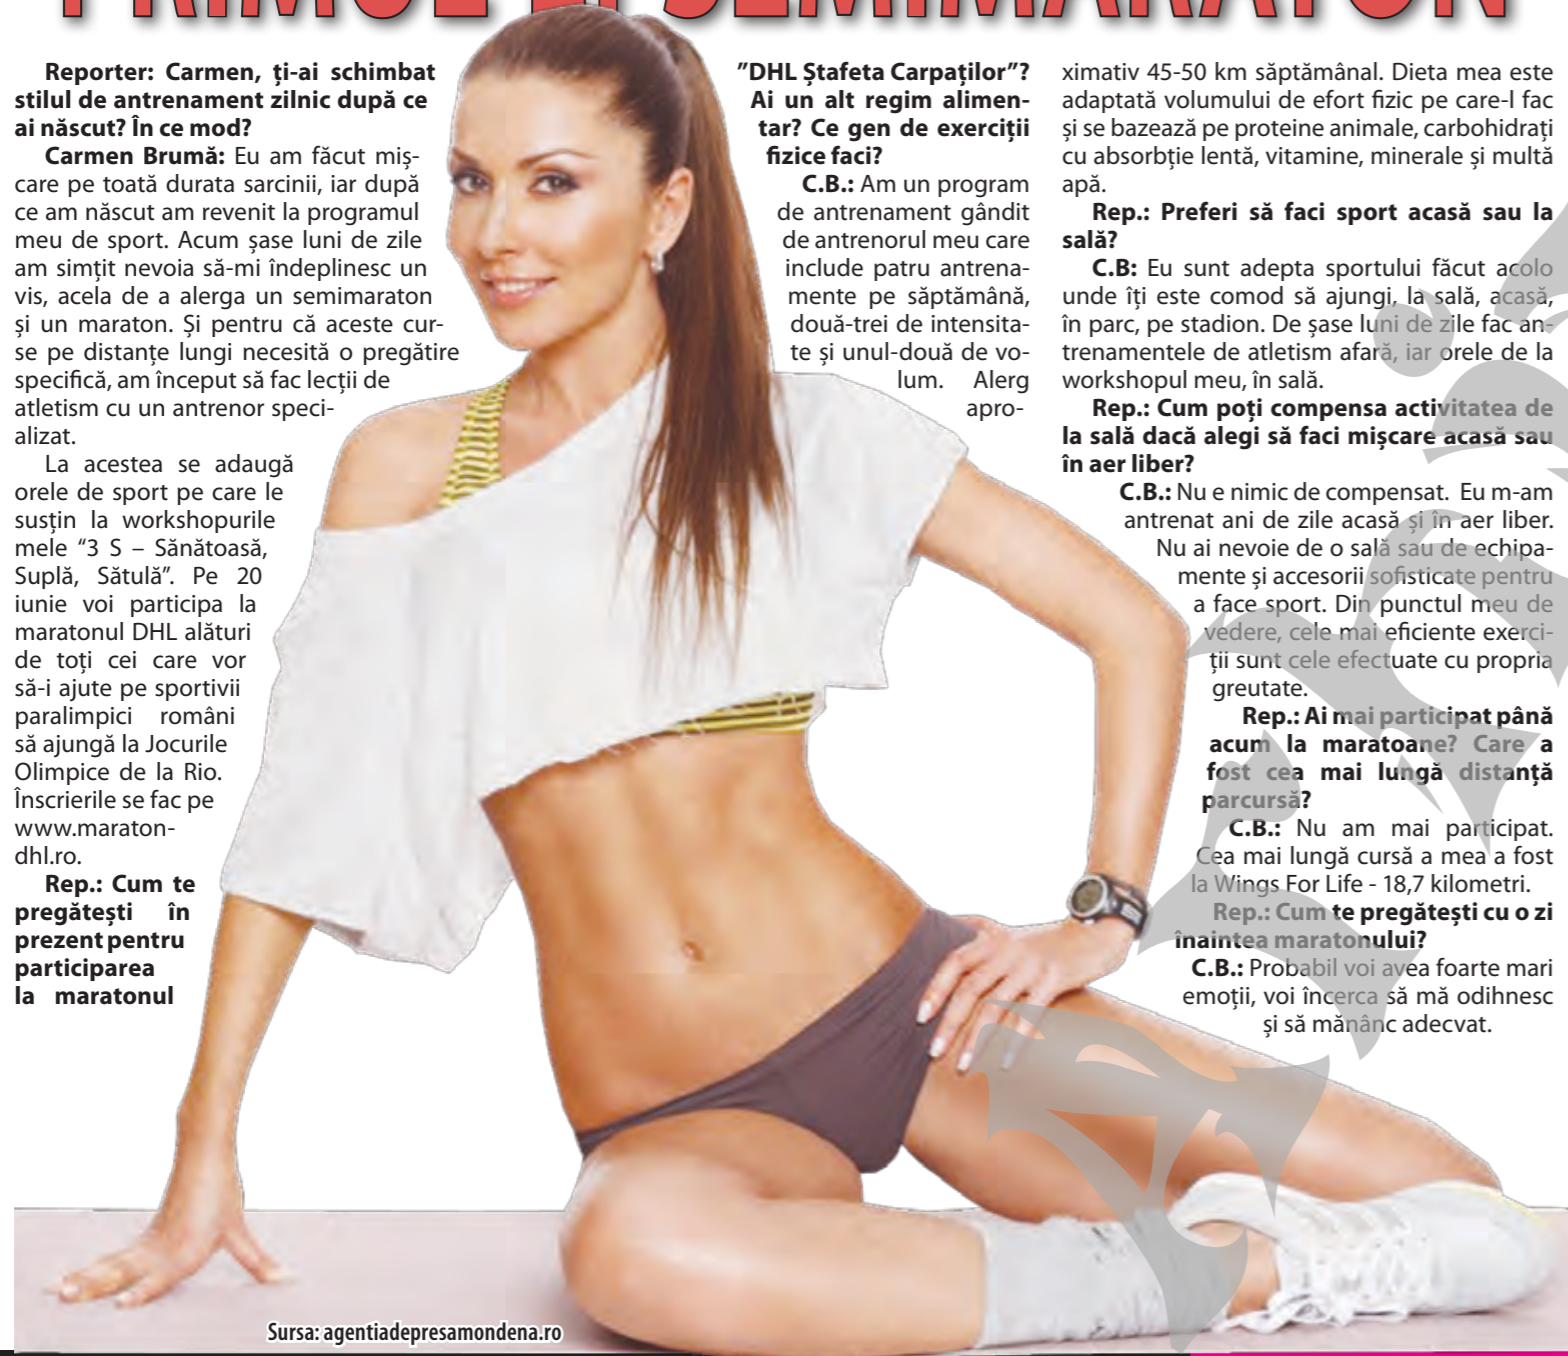 PRIMUL EI SEMIMARATON
Reporter: Carmen, ți-ai schimbat
stilul de antrenament zilnic după ce
ai născut? În ce mod?
Carmen Brumă: Eu am făcut miș-
care pe toată durata sarcinii, iar după
ce am născut am revenit la programul
meu de sport. Acum șase luni de zile
am simțit nevoia să-mi îndeplinesc un
vis, acela de a alerga un semimaraton
și un maraton. Și pentru că aceste cur-
se pe distanțe lungi necesită o pregătire
specifică, am început să fac lecții de
atletism cu un antrenor speci-
alizat.
La acestea se adaugă
orele de sport pe care le
susțin la workshopurile
mele “3 S – Sănătoasă,
Suplă, Sătulă”. Pe 20
iunie voi participa la
maratonul DHL alături
de toți cei care vor
să-i ajute pe sportivii
paralimpici români
să ajungă la Jocurile
Olimpice de la Rio.
Înscrierile se fac pe
www.maraton-
dhl.ro.
Rep.: Cum te
pregătești în
prezent pentru
participarea
la maratonul
”DHL Ștafeta Carpaților”?
Ai un alt regim alimen-
tar? Ce gen de exerciții
fizice faci?
C.B.: Am un program
de antrenament gândit
de antrenorul meu care
include patru antrena-
mente pe săptămână,
două-trei de intensita-
te și unul-două de vo-
lum. Alerg
apro-
ximativ 45-50 km săptămânal. Dieta mea este
adaptată volumului de efort fizic pe care-l fac
și se bazează pe proteine animale, carbohidrați
cu absorbție lentă, vitamine, minerale și multă
apă.
Rep.: Preferi să faci sport acasă sau la
sală?
C.B: Eu sunt adepta sportului făcut acolo
unde îți este comod să ajungi, la sală, acasă,
în parc, pe stadion. De șase luni de zile fac an-
trenamentele de atletism afară, iar orele de la
workshopul meu, în sală.
Rep.: Cum poți compensa activitatea de
la sală dacă alegi să faci mișcare acasă sau
în aer liber?
C.B.: Nu e nimic de compensat. Eu m-am
antrenat ani de zile acasă și în aer liber.
Nu ai nevoie de o sală sau de echipa-
mente și accesorii sofisticate pentru
a face sport. Din punctul meu de
vedere, cele mai eficiente exerci-
ții sunt cele efectuate cu propria
greutate.
Rep.: Ai mai participat până
acum la maratoane? Care a
fost cea mai lungă distanță
parcursă?
C.B.: Nu am mai participat.
Cea mai lungă cursă a mea a fost
la Wings For Life - 18,7 kilometri.
Rep.: Cum te pregătești cu o zi
înaintea maratonului?
C.B.: Probabil voi avea foarte mari
emoții, voi încerca să mă odihnesc
și să mănânc adecvat.
Sursa: agentiadepresamondena.ro